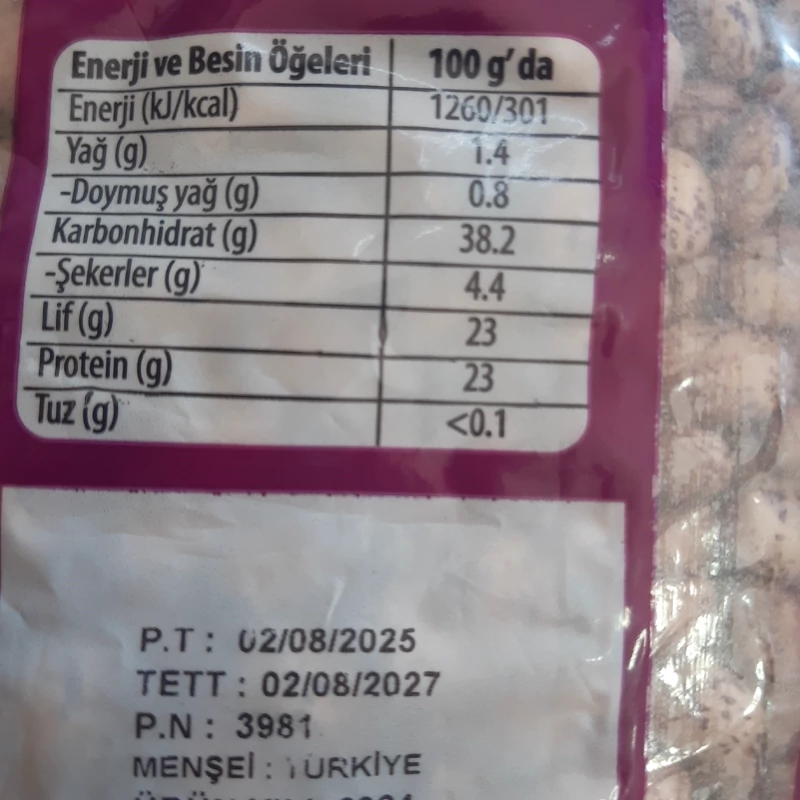 Enerji ve Besin Öğeleri 100 g' da
Enerji (kJ/kcal) 1260/301
Yağ (g) 1.4
-Doymuş yağ (g) 0.8
Karbonhidrat (g) 38.2
-Şekerler (g) 4.4
Lif (g) 23
Protein (g) 23
Tuz (g) <0.1
P.T : 02/08/2025
TETT : 02/08/2027
P.N : 3981
MENŞEİ : TÜRKİYE